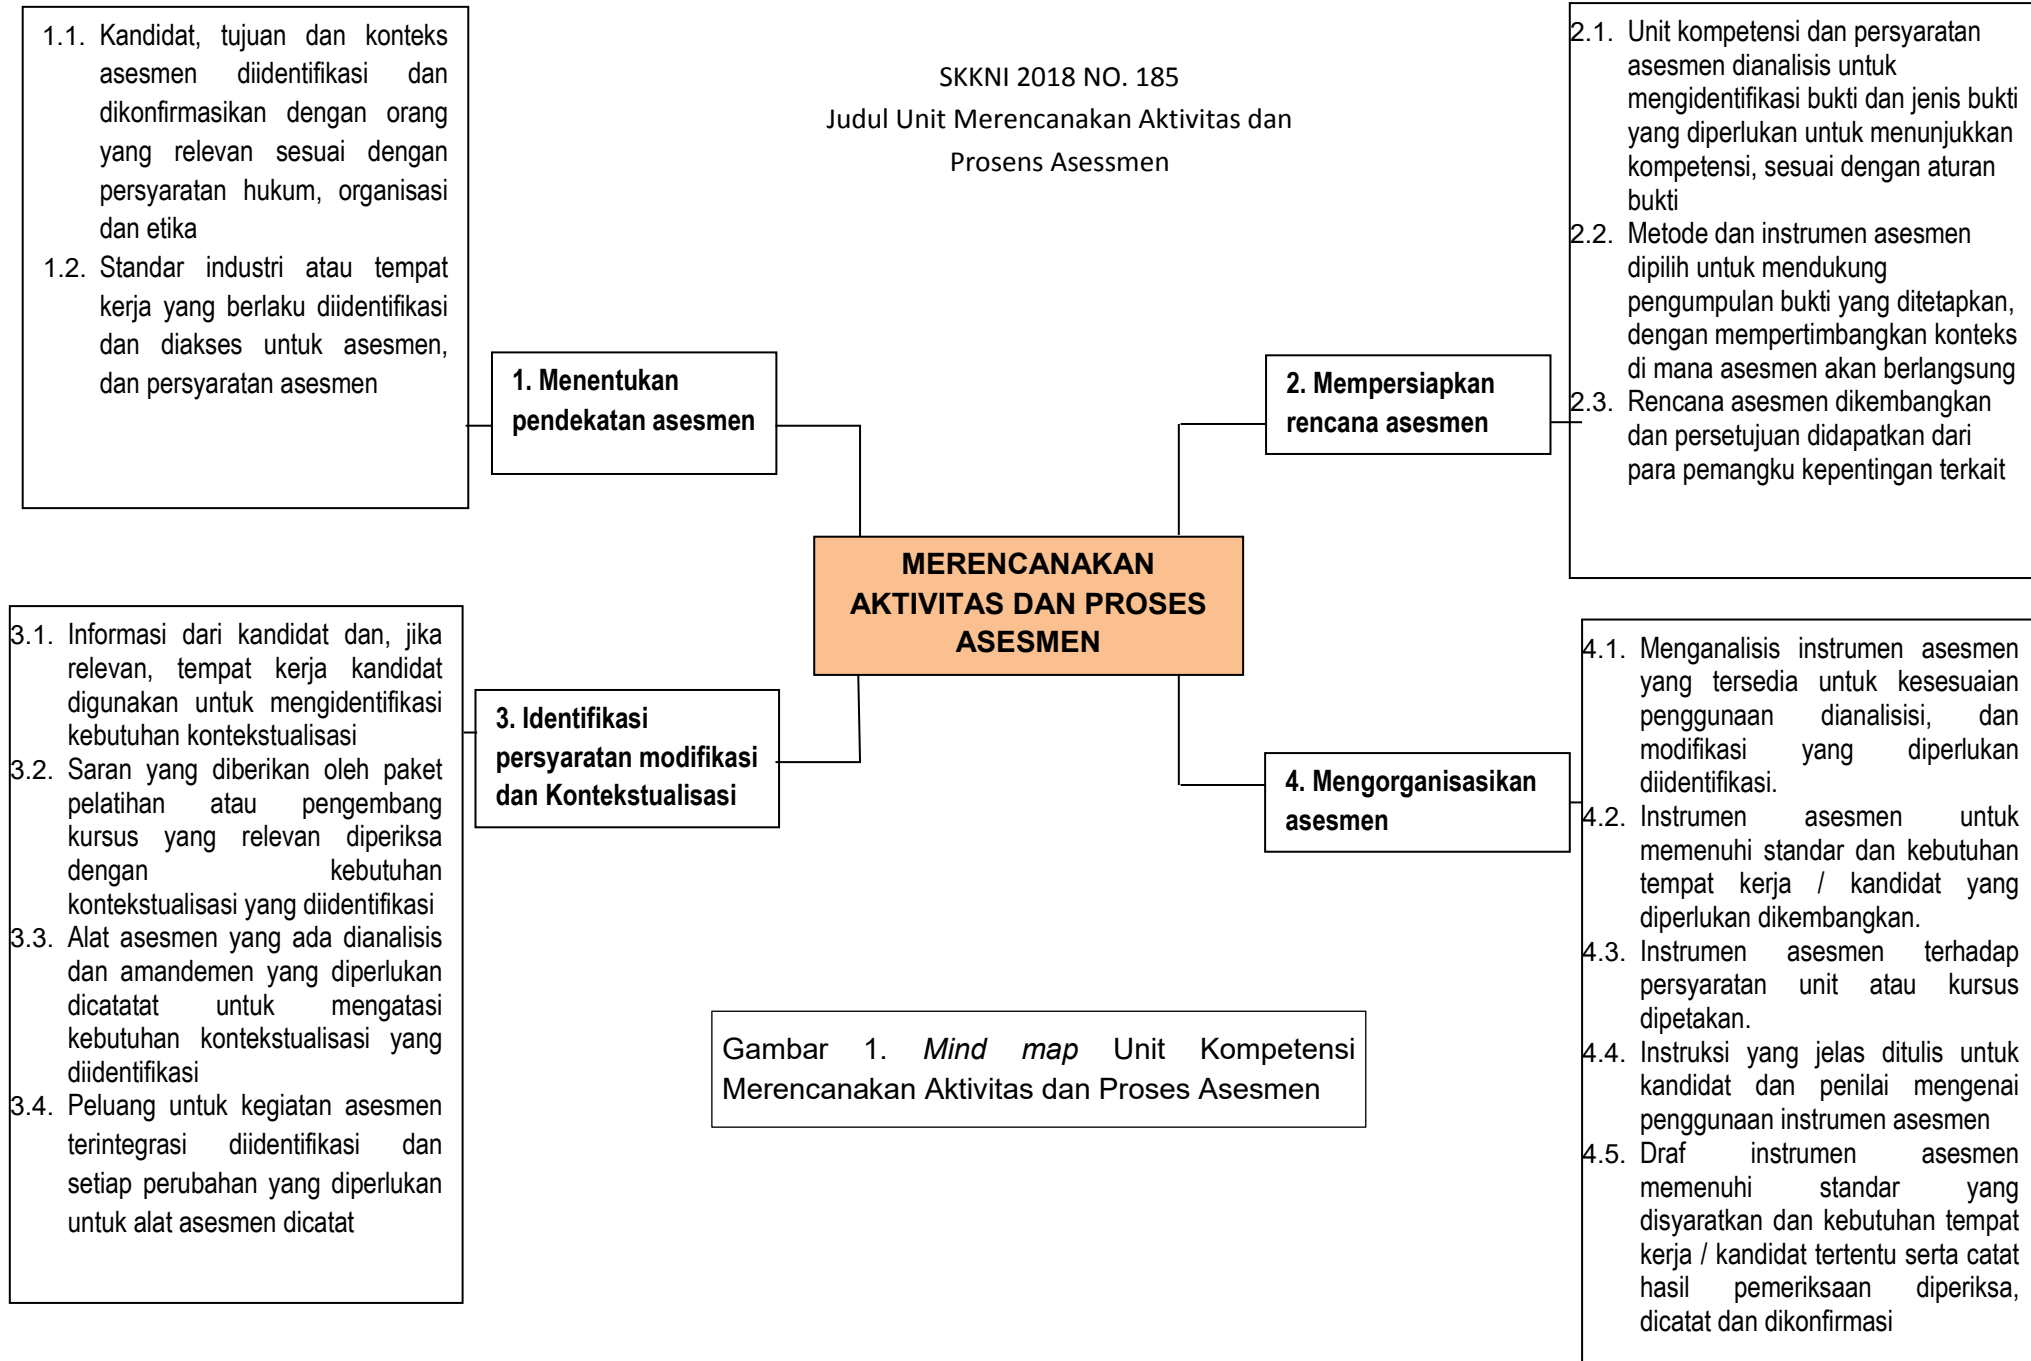 SKKNI 2018 NO. 185
Judul Unit Merencanakan Aktivitas dan
Prosens Asessmen
1.1. Kandidat, tujuan dan konteks
asesmen diidentifikasi dan
dikonfirmasikan dengan orang
yang relevan sesuai dengan
persyaratan hukum, organisasi
dan etika
1.2. Standar industri atau tempat
kerja yang berlaku diidentifikasi
dan diakses untuk asesmen,
dan persyaratan asesmen
1. Menentukan
pendekatan asesmen
2. Mempersiapkan
rencana asesmen
2.1. Unit kompetensi dan persyaratan
asesmen dianalisis untuk
mengidentifikasi bukti dan jenis bukti
yang diperlukan untuk menunjukkan
kompetensi, sesuai dengan aturan
bukti
2.2. Metode dan instrumen asesmen
dipilih untuk mendukung
pengumpulan bukti yang ditetapkan,
dengan mempertimbangkan konteks
di mana asesmen akan berlangsung
2.3. Rencana asesmen dikembangkan
dan persetujuan didapatkan dari
para pemangku kepentingan terkait
MERENCANAKAN
AKTIVITAS DAN PROSES
ASESMEN
3.1. Informasi dari kandidat dan, jika
relevan, tempat kerja kandidat
digunakan untuk mengidentifikasi
kebutuhan kontekstualisasi
3.2. Saran yang diberikan oleh paket
pelatihan atau pengembang
kursus yang relevan diperiksa
dengan kebutuhan
kontekstualisasi yang diidentifikasi
3.3. Alat asesmen yang ada dianalisis
dan amandemen yang diperlukan
dicatatat untuk mengatasi
kebutuhan kontekstualisasi yang
diidentifikasi
3.4. Peluang untuk kegiatan asesmen
terintegrasi diidentifikasi dan
setiap perubahan yang diperlukan
untuk alat asesmen dicatat
3. Identifikasi
persyaratan modifikasi
dan Kontekstualisasi
4. Mengorganisasikan
asesmen
4.1. Menganalisis instrumen asesmen
yang tersedia untuk kesesuaian
penggunaan dianalisisi, dan
modifikasi yang diperlukan
diidentifikasi.
4.2. Instrumen asesmen untuk
memenuhi standar dan kebutuhan
tempat kerja / kandidat yang
diperlukan dikembangkan.
4.3. Instrumen asesmen terhadap
persyaratan unit atau kursus
dipetakan.
4.4. Instruksi yang jelas ditulis untuk
kandidat dan penilai mengenai
penggunaan instrumen asesmen
4.5. Draf instrumen asesmen
memenuhi standar yang
disyaratkan dan kebutuhan tempat
kerja / kandidat tertentu serta catat
hasil pemeriksaan diperiksa,
dicatat dan dikonfirmasi
Gambar 1. Mind map Unit Kompetensi
Merencanakan Aktivitas dan Proses Asesmen